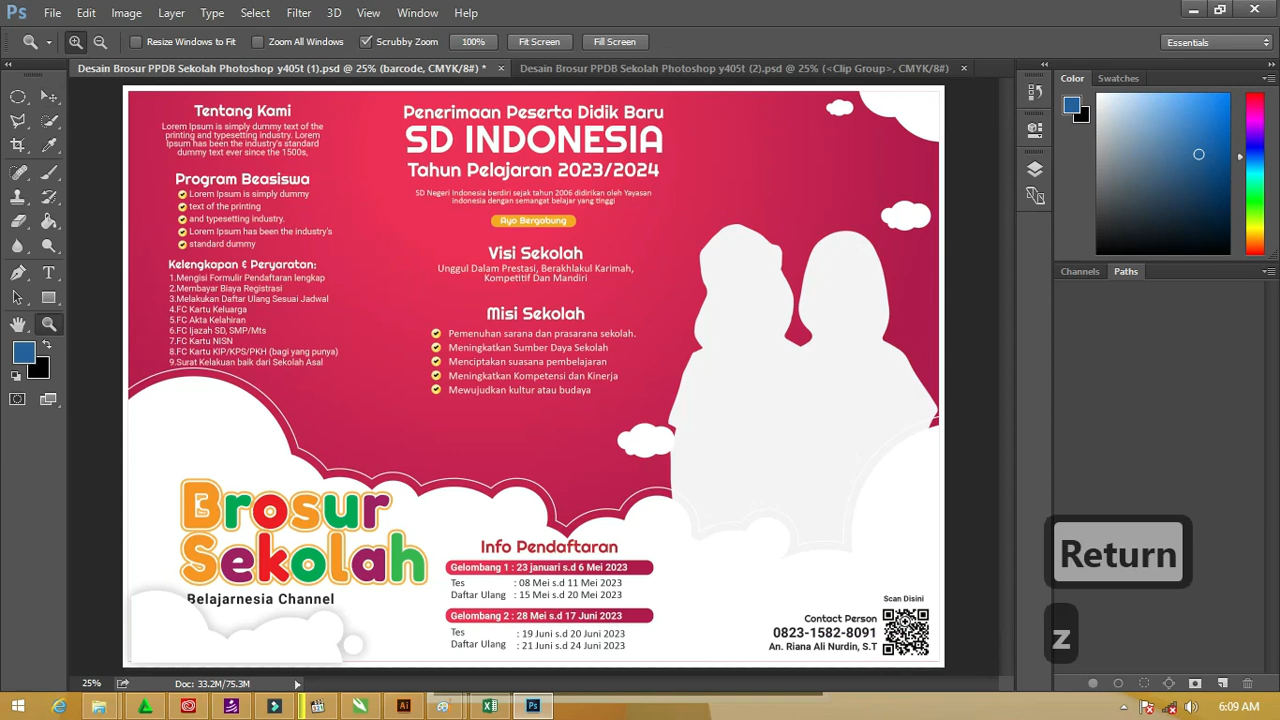 Ps File Edit Image Layer Type Select Filter 3D View Window Help
Resize Windows to Fit Zoom All Windows Scrubby Zoom 100% Fit Screen Fill Screen Essentials
Desain Brosur PPDB Sekolah Photoshop y405t (1).psd @ 25% (barcode, CMYK/8#) * × Desain Brosur PPDB Sekolah Photoshop y405t (2).psd @ 25% (<Clip Group>, CMYK/8#) ×
Color Swatches
Channels Paths
Tentang Kami
Lorem Ipsum is simply dummy text of the
printing and typesetting industry. Lorem
Ipsum has been the industry's standard
dummy text ever since the 1500s,
Program Beasiswa
Lorem Ipsum is simply dummy
text of the printing
and typesetting industry.
Lorem Ipsum has been the industry's
standard dummy
Kelengkapan & Peryaratan:
1.Mengisi Formulir Pendaftaran lengkap
2.Membayar Biaya Registrasi
3.Melakukan Daftar Ulang Sesuai Jadwal
4.FC Kartu Keluarga
5.FC Akta Kelahiran
6.FC Ijazah SD, SMP/Mts
7.FC Kartu NISN
8.FC Kartu KIP/KPS/PKH (bagi yang punya)
9.Surat Kelakuan baik dari Sekolah Asal
Penerimaan Peserta Didik Baru
SD INDONESIA
Tahun Pelajaran 2023/2024
SD Negeri Indonesia berdiri sejak tahun 2006 didirikan oleh Yayasan
Indonesia dengan semangat belajar yang tinggi
Ayo Bergabung
Visi Sekolah
Unggul Dalam Prestasi, Berakhlakul Karimah,
Kompetitif Dan Mandiri
Misi Sekolah
Pemenuhan sarana dan prasarana sekolah.
Meningkatkan Sumber Daya Sekolah
Menciptakan suasana pembelajaran
Meningkatkan Kompetensi dan Kinerja
Mewujudkan kultur atau budaya
Brosur
Sekolah
Belajarnesia Channel
Info Pendaftaran
Gelombang 1 : 23 januari s.d 6 Mei 2023
Tes : 08 Mei s.d 11 Mei 2023
Daftar Ulang : 15 Mei s.d 20 Mei 2023
Gelombang 2 : 28 Mei s.d 17 Juni 2023
Tes : 19 Juni s.d 20 Juni 2023
Daftar Ulang : 21 Juni s.d 24 Juni 2023
Scan Disini
Contact Person
0823-1582-8091
An. Riana Ali Nurdin, S.T
Return
z
25% Doc: 33.2M/75.3M
Ai Ps
6:09 AM